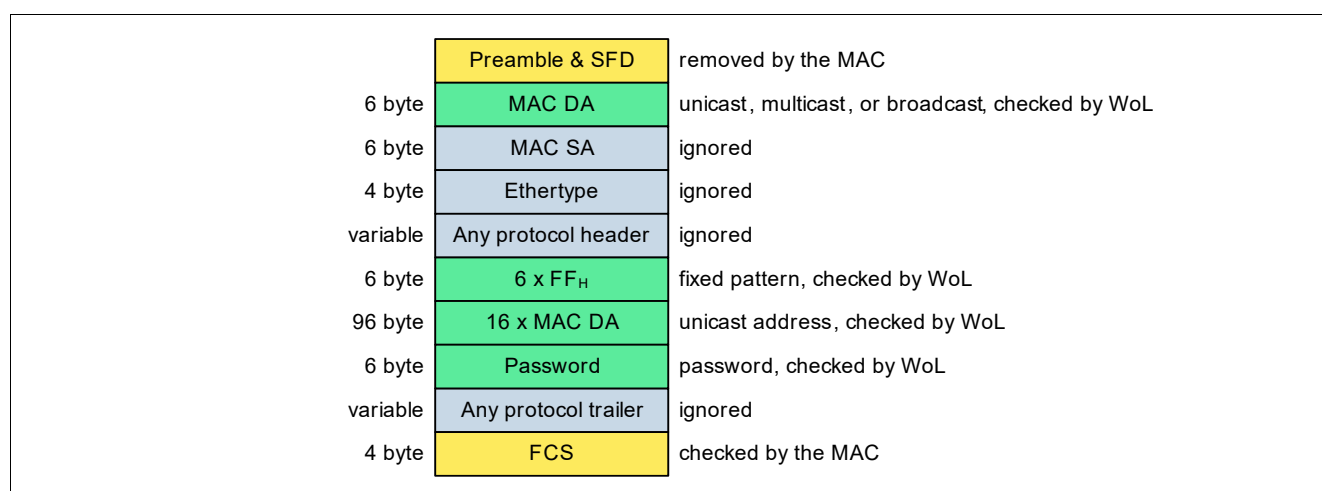 Preamble & SFD removed by the MAC
6 byte MAC DA unicast, multicast, or broadcast, checked by WoL
6 byte MAC SA ignored
4 byte Ethertype ignored
variable Any protocol header ignored
6 byte 6 x FFH fixed pattern, checked by WoL
96 byte 16 x MAC DA unicast address, checked by WoL
6 byte Password password, checked by WoL
variable Any protocol trailer ignored
4 byte FCS checked by the MAC